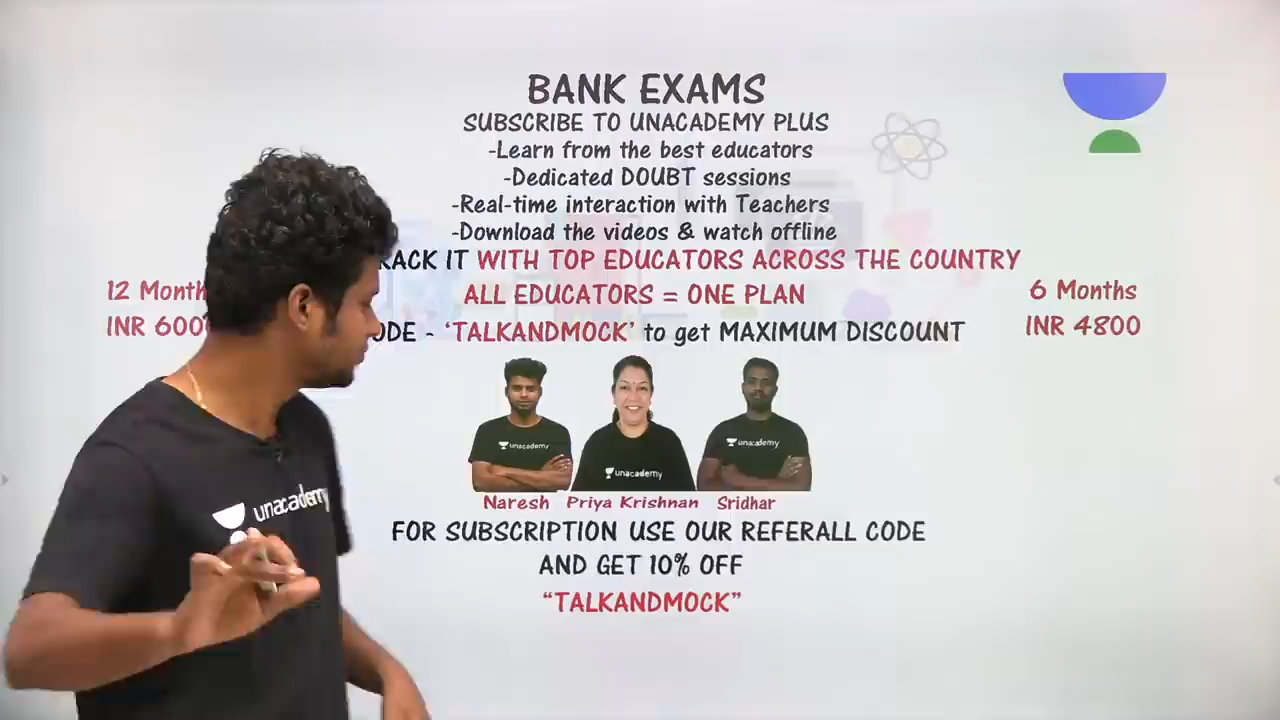 BANK EXAMS
SUBSCRIBE TO UNACADEMY PLUS
-Learn from the best educators
-Dedicated DOUBT sessions
-Real-time interaction with Teachers
-Download the videos & watch offline
RACK IT WITH TOP EDUCATORS ACROSS THE COUNTRY
12 Month
INR 600
ALL EDUCATORS = ONE PLAN
6 Months
INR 4800
ODE - ‘TALKANDMOCK’ to get MAXIMUM DISCOUNT
unacademy
unacademy
unacademy
Naresh Priya Krishnan Sridhar
unacademy
FOR SUBSCRIPTION USE OUR REFERALL CODE
AND GET 10% OFF
“TALKANDMOCK”